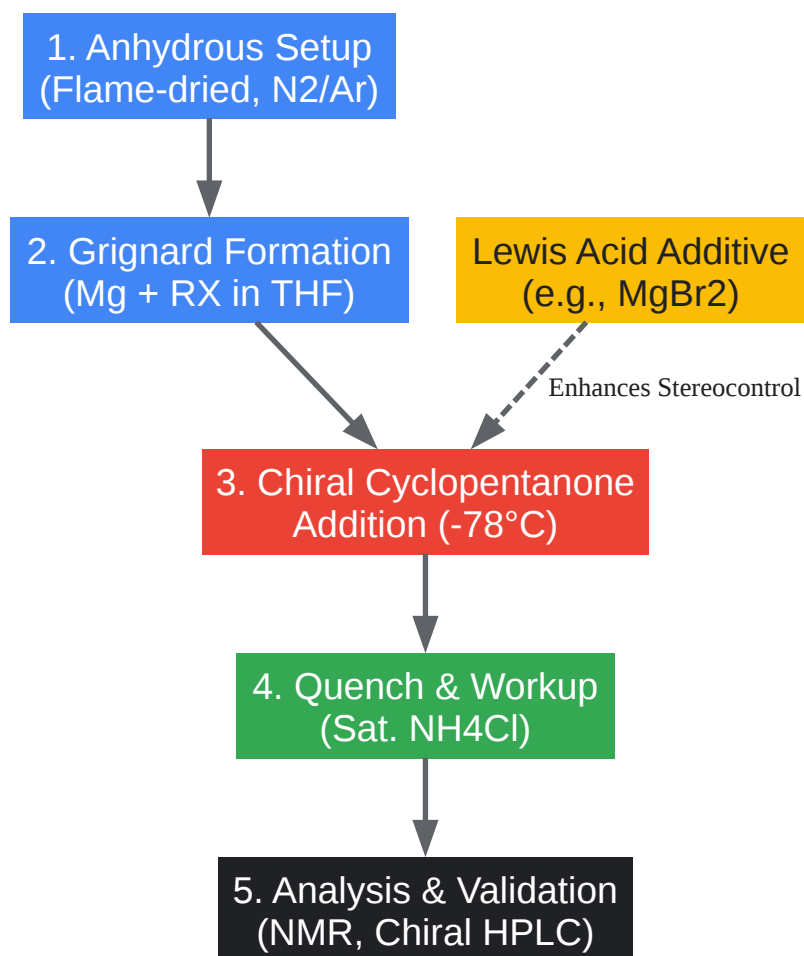 1. Anhydrous Setup
(Flame-dried, N2/Ar)
2. Grignard Formation
(Mg + RX in THF)
Lewis Acid Additive
(e.g., MgBr2)
Enhances Stereocontrol
3. Chiral Cyclopentanone
Addition (-78°C)
4. Quench & Workup
(Sat. NH4Cl)
5. Analysis & Validation
(NMR, Chiral HPLC)